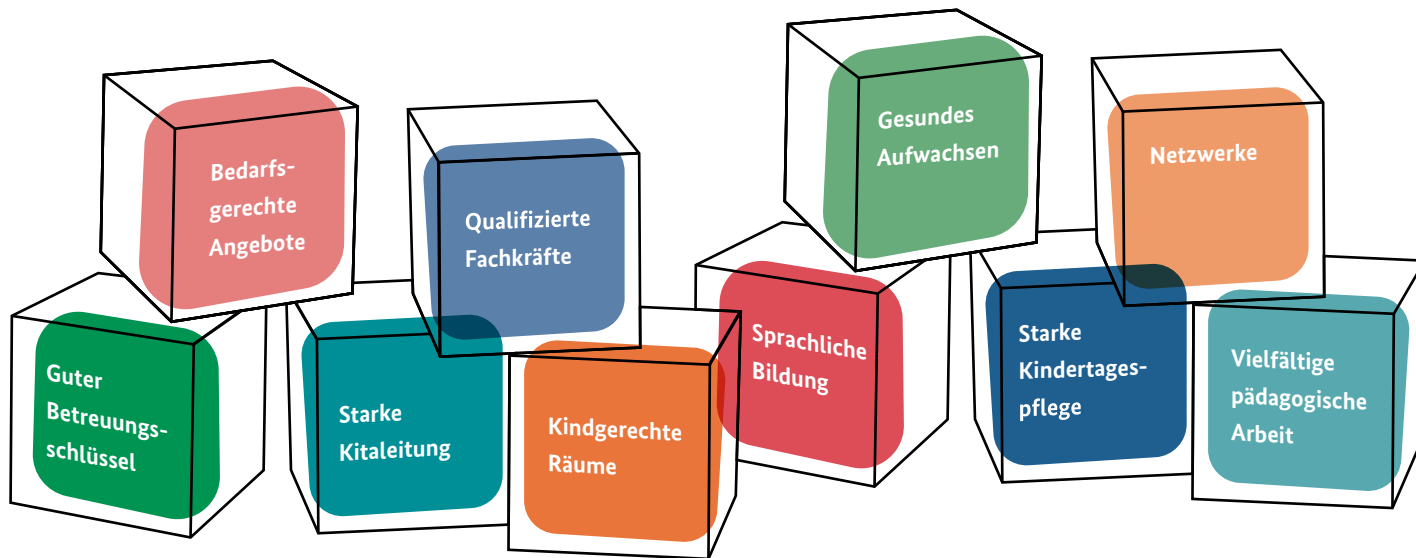 Bedarfs-
gerechte
Angebote
Qualifizierte
Fachkräfte
Gesundes
Aufwachsen
Netzwerke
Guter
Betreuungs-
schlüssel
Starke
Kitaleitung
Kindgerechte
Räume
Sprachliche
Bildung
Starke
Kindertages-
pflege
Vielfältige
pädagogische
Arbeit